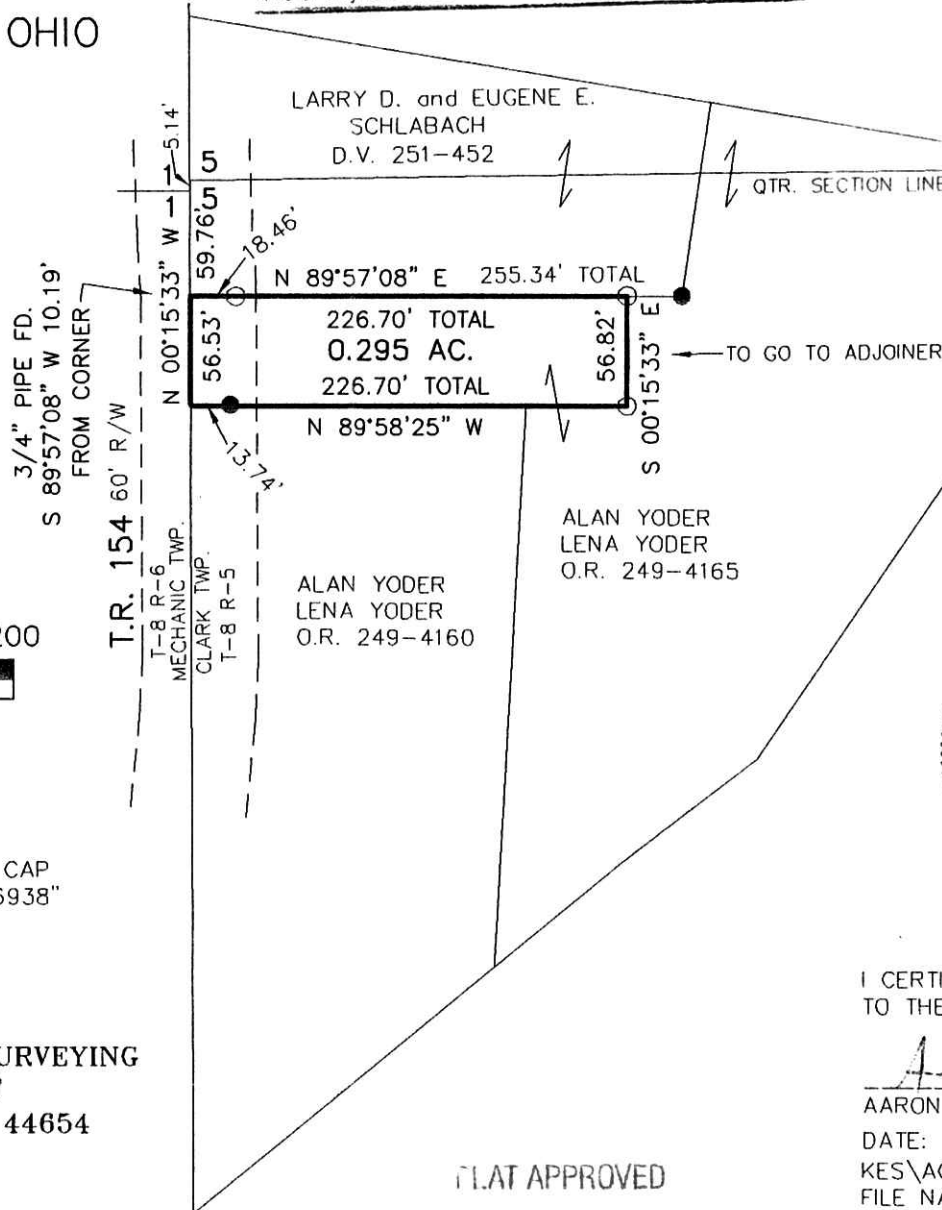 OHIO
LARRY D. and EUGENE E.
SCHLABACH
D.V. 251-452
5.14'
1 5
1 5
QTR. SECTION LINE
59.76'
18.46'
N 00°15'33" W
N 89°57'08" E 255.34' TOTAL
3/4" PIPE FD.
S 89°57'08" W 10.19'
FROM CORNER
56.53'
226.70' TOTAL
0.295 AC.
226.70' TOTAL
56.82'
S 00°15'33" E
TO GO TO ADJOINER
N 89°58'25" W
13.74'
T.R. 154 60' R/W
T-8 R-6
MECHANIC TWP.
CLARK TWP.
T-8 R-5
ALAN YODER
LENA YODER
O.R. 249-4165
ALAN YODER
LENA YODER
O.R. 249-4160
200
CAP
6938"
URVEYING
44654
I CERTI
TO THE
AARON
DATE:
KES\AC
FILE NA
PLAT APPROVED